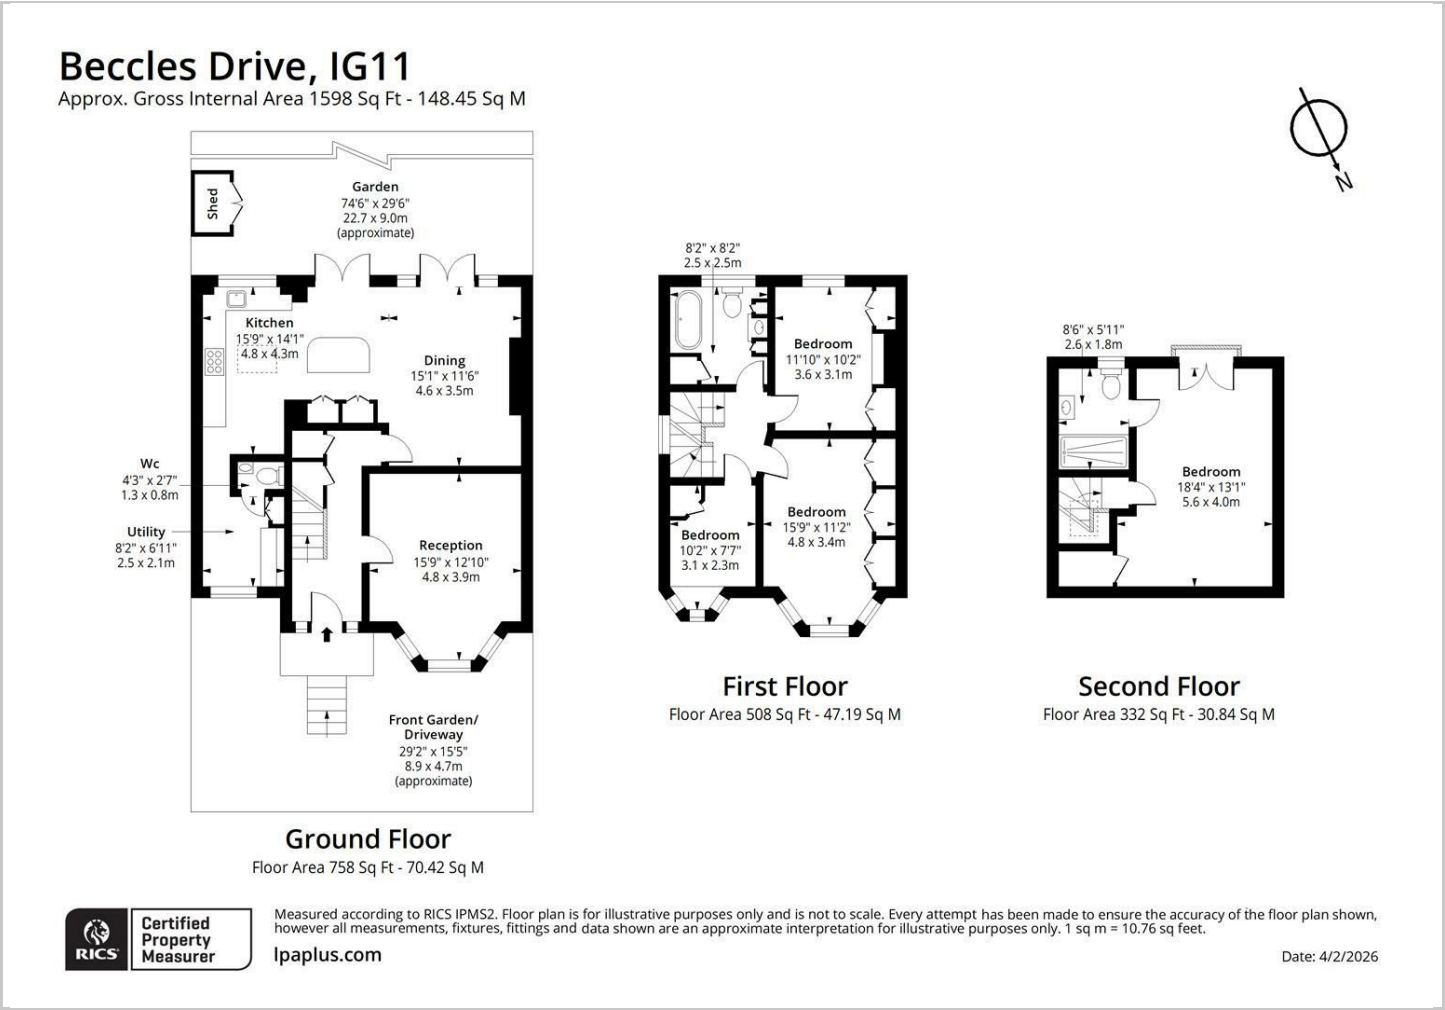 Beccles Drive, IG11
Approx. Gross Internal Area 1598 Sq Ft - 148.45 Sq M
N
Shed
Garden
74'6" x 29'6"
22.7 x 9.0m
(approximate)
Kitchen
15'9" x 14'1"
4.8 x 4.3m
Dining
15'1" x 11'6"
4.6 x 3.5m
Wc
4'3" x 2'7"
1.3 x 0.8m
Utility
8'2" x 6'11"
2.5 x 2.1m
Reception
15'9" x 12'10"
4.8 x 3.9m
Front Garden/
Driveway
29'2" x 15'5"
8.9 x 4.7m
(approximate)
Ground Floor
Floor Area 758 Sq Ft - 70.42 Sq M
8'2" x 8'2"
2.5 x 2.5m
Bedroom
11'10" x 10'2"
3.6 x 3.1m
Bedroom
10'2" x 7'7"
3.1 x 2.3m
Bedroom
15'9" x 11'2"
4.8 x 3.4m
First Floor
Floor Area 508 Sq Ft - 47.19 Sq M
8'6" x 5'11"
2.6 x 1.8m
Bedroom
18'4" x 13'1"
5.6 x 4.0m
Second Floor
Floor Area 332 Sq Ft - 30.84 Sq M
RICS
Certified
Property
Measurer
Measured according to RICS IPMS2. Floor plan is for illustrative purposes only and is not to scale. Every attempt has been made to ensure the accuracy of the floor plan shown,
however all measurements, fixtures, fittings and data shown are an approximate interpretation for illustrative purposes only. 1 sq m = 10.76 sq feet.
lpaplus.com
Date: 4/2/2026